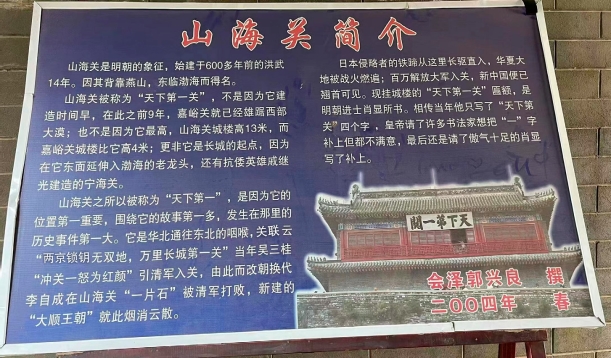 山海关简介
山海关是明朝的象征，始建于600多年前的洪武
14年。因其背靠燕山，东临渤海而得名。
山海关被称为“天下第一关”，不是因为它建
造时间早，在此之前9年，嘉峪关就已经雄踞西部
大漠；也不是因为它最高，山海关城楼高13米，而
嘉峪关城楼比它高4米；更非它是长城的起点，因为
在它东面延伸入渤海的老龙头，还有抗倭英雄戚继
光建造的宁海关。
山海关之所以被称为“天下第一”，是因为它的
位置第一重要，围绕它的故事第一多，发生在那里的
历史事件第一大。它是华北通往东北的咽喉，关联云
“两京锁钥无双地，万里长城第一关”当年吴三桂
“冲关一怒为红颜”引清军入关，由此而改朝换代
李自成在山海关“一片石”被清军打败，新建的
“大顺王朝”就此烟消云散。
日本侵略者的铁蹄从这里长驱直入，华夏大
地被战火燃遍；百万解放大军入关，新中国便已
翘首可见。现挂城楼的“天下第一关”匾额，是
明朝进士肖显所书。相传当年他只写了“天下第
关”四个字，皇帝请了许多书法家想把“一”字
补上但都不满意，最后还是请了傲气十足的肖显
写了补上。
關一第下天
会泽郭兴良 撰
二〇〇四年 春